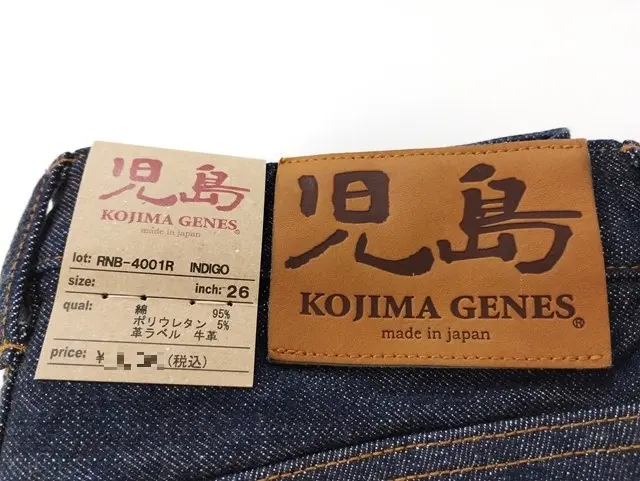 児島
KOJIMA GENES®
made in japan
lot: RNB-4001R INDIGO
size: inch: 26
qual: 綿 95%
ポリウレタン 5%
革ラベル 牛革
price: ¥ (税込)
児島
KOJIMA GENES®
made in japan